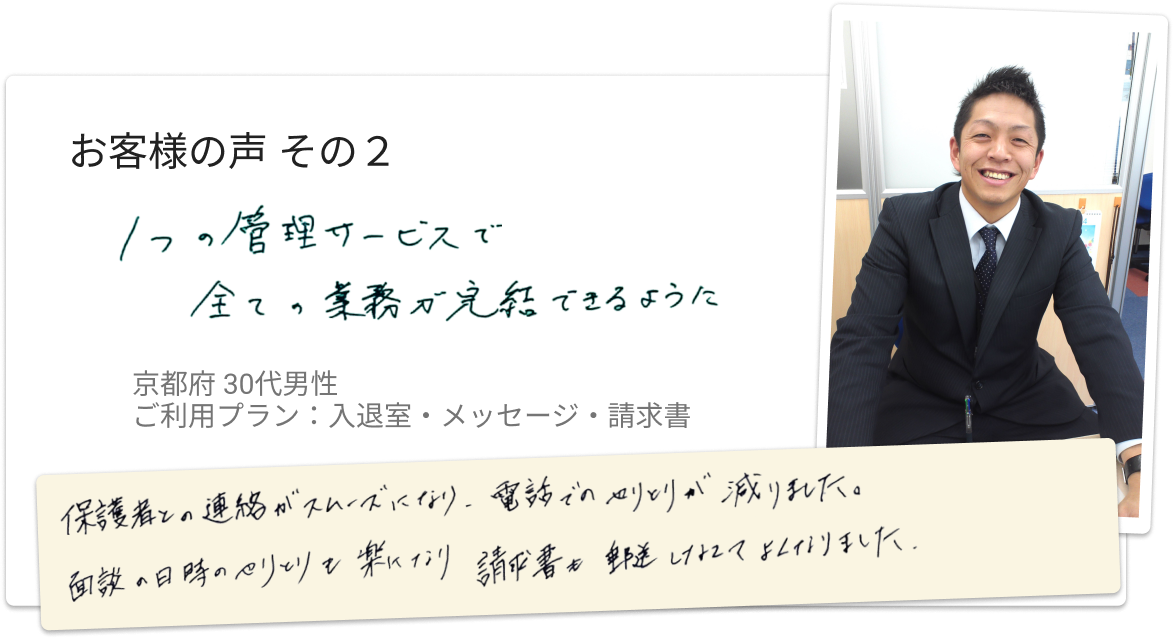 お客様の声 その２
1つの管理サービスで
全ての業務が完結できるように
京都府 30代男性
ご利用プラン：入退室・メッセージ・請求書
保護者との連絡がスムーズになり、電話でのやりとりが減りました。
面談の日時のやりとりも楽になり 請求書も郵送しなくてよくなりました.